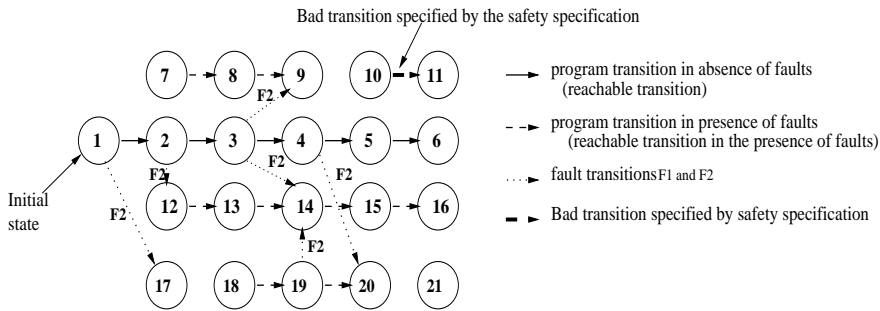 Bad transition specified by the safety specification
7 8 9 10 11
F2
1 2 3 4 5 6
F2 F2 F2
Initial
state
F2
12 13 14 15 16
F2
17 18 19 20 21
program transition in absence of faults
(reachable transition)
program transition in presence of faults
(reachable transition in the presence of faults)
fault transitions F1 and F2
Bad transition specified by safety specification